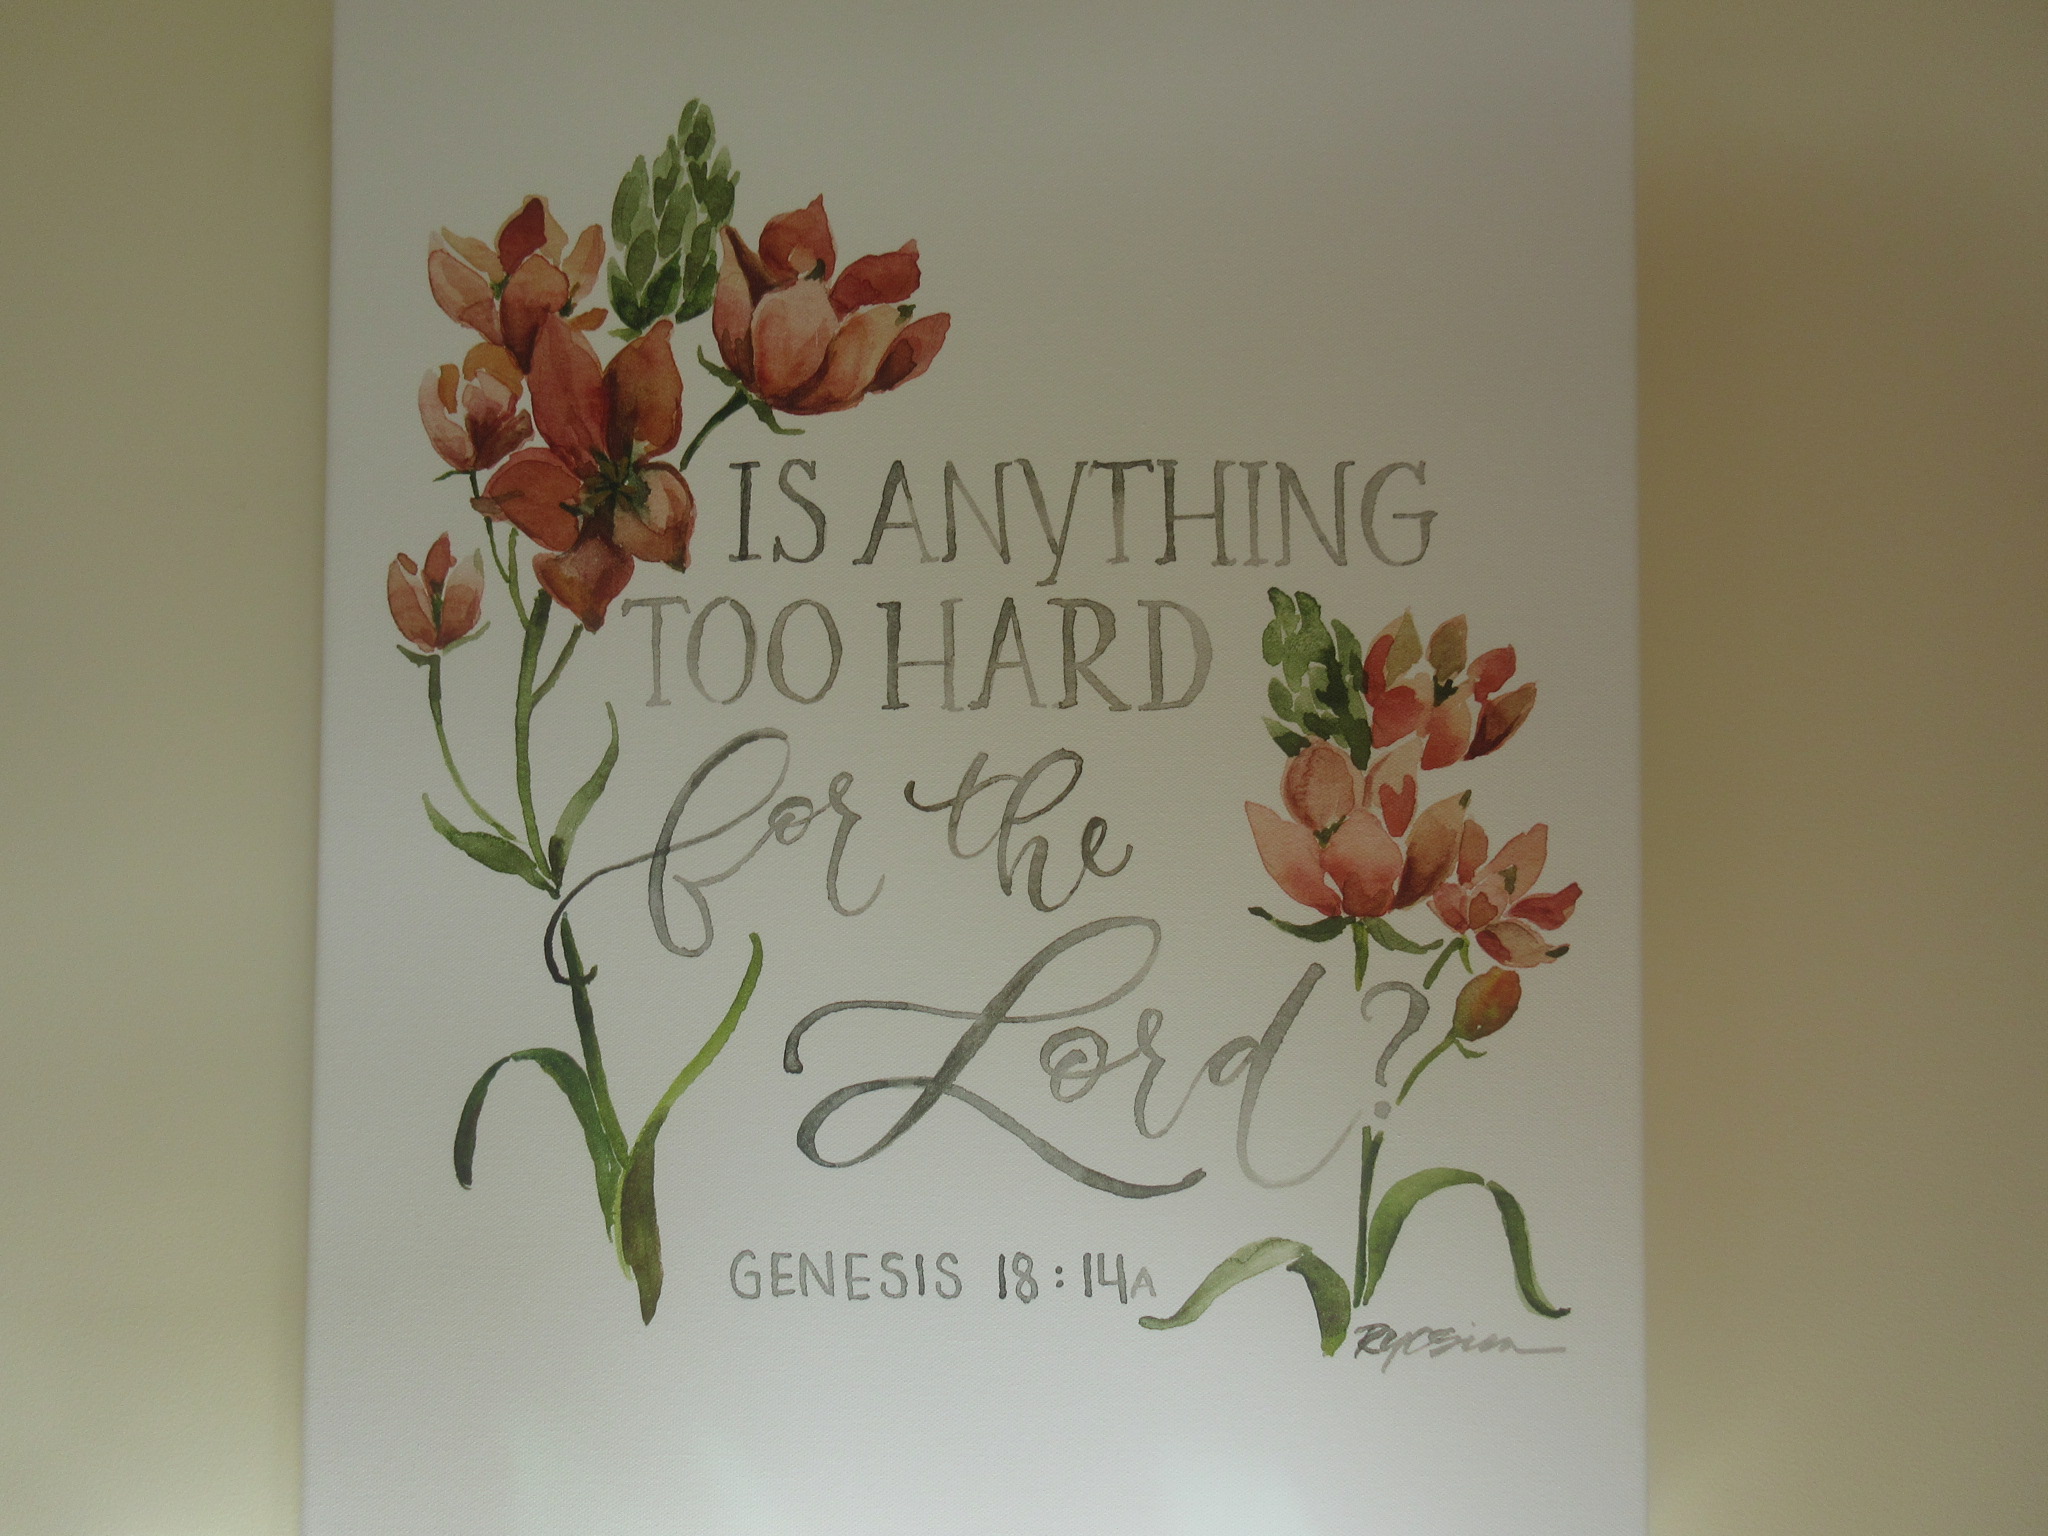 IS ANYTHING
TOO HARD
for the
Lord?
GENESIS 18:14A